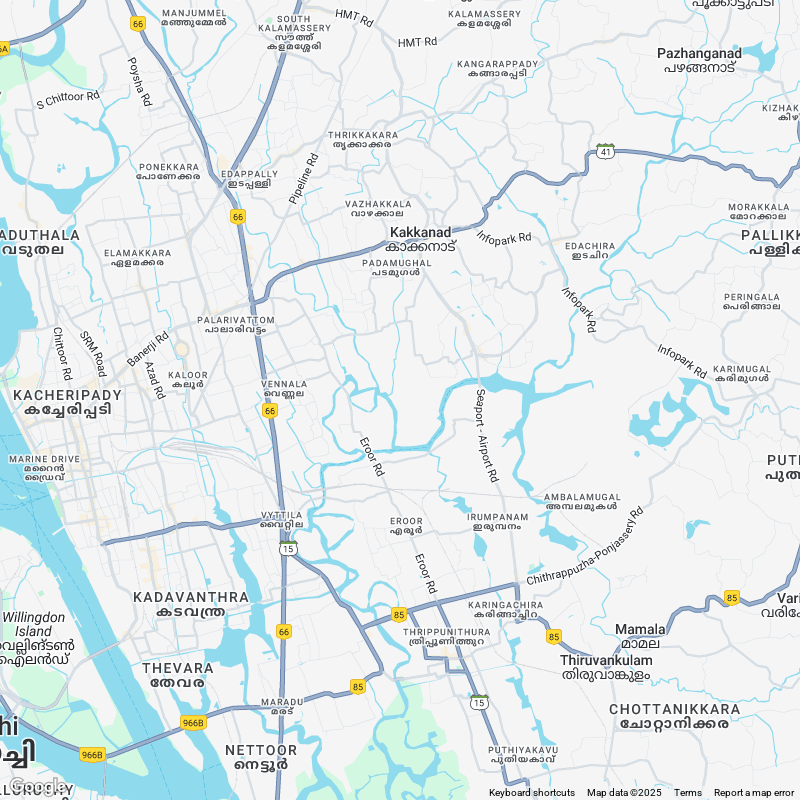 MANJUMMEL
മഞ്ഞുമ്മേൽ
SOUTH
KALAMASSERY
സൗത്ത്
കളമശ്ശേരി
HMT Rd
HMT Rd
KALAMASSERY
കളമശ്ശേരി
66
Poysha Rd
S Chittoor Rd
KANGARAPPADY
കങ്ങാരപ്പടി
Pazhanganad
പഴങ്ങനാട്
THRIKKAKARA
തൃക്കാക്കര
41
PONEKKARA
പോണേക്കര
EDAPPALLY
ഇടപ്പള്ളി
Pipeline Rd
66
VAZHAKKALA
വാഴക്കാല
Kakkanad
കാക്കനാട്
Infopark Rd
MORAKKALA
മോറക്കാല
ADUTHALA
വടുതല
ELAMAKKARA
എളമക്കര
EDACHIRA
ഇടചിറ
PADAMUGHAL
പടമുഗൾ
PERINGALA
പെരിങ്ങാല
Infopark Rd
PALARIVATTOM
പാലാരിവട്ടം
Chittoor Rd
SRM Road
Banerji Rd
Azad Rd
KALOOR
കലൂർ
Infopark Rd
KARIMUGAL
കരിമുഗൾ
VENNALA
വെണ്ണല
KACHERIPADY
കച്ചേരിപ്പടി
66
Seaport - Airport Rd
Eroor Rd
MARINE DRIVE
മറൈൻ
ഡ്രൈവ്
AMBALAMUGAL
അമ്പലമുകൾ
VYTTILA
വൈറ്റില
EROOR
എരൂർ
IRUMPANAM
ഇരുമ്പനം
15
Chithrappuzha-Ponjassery Rd
Eroor Rd
KADAVANTHRA
കടവന്ത്ര
85
85
KARINGACHIRA
കരിങ്ങാച്ചിറ
Willingdon
Island
66
THRIPPUNITHURA
തൃപ്പൂണിത്തുറ
85
Mamala
മാമല
THEVARA
തേവര
85
Thiruvankulam
തിരുവാങ്കുളം
MARADU
മരട്
15
CHOTTANIKKARA
ചോറ്റാനിക്കര
966B
966B
NETTOOR
നെട്ടൂർ
PUTHIYAKAVU
പുതിയകാവ്
Google
Keyboard shortcuts
Map data ©2025
Terms
Report a map error